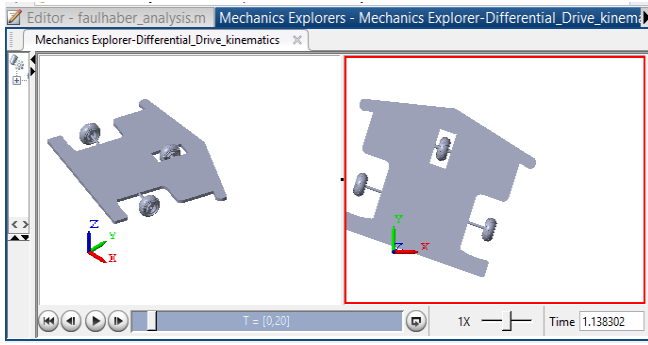 Editor - faulhaber_analysis.m Mechanics Explorers - Mechanics Explorer-Differential_Drive_kinema
Mechanics Explorer-Differential_Drive_kinematics
Z
Y
X
Y
Z
X
T = [0,20]
1X
Time 1.138302